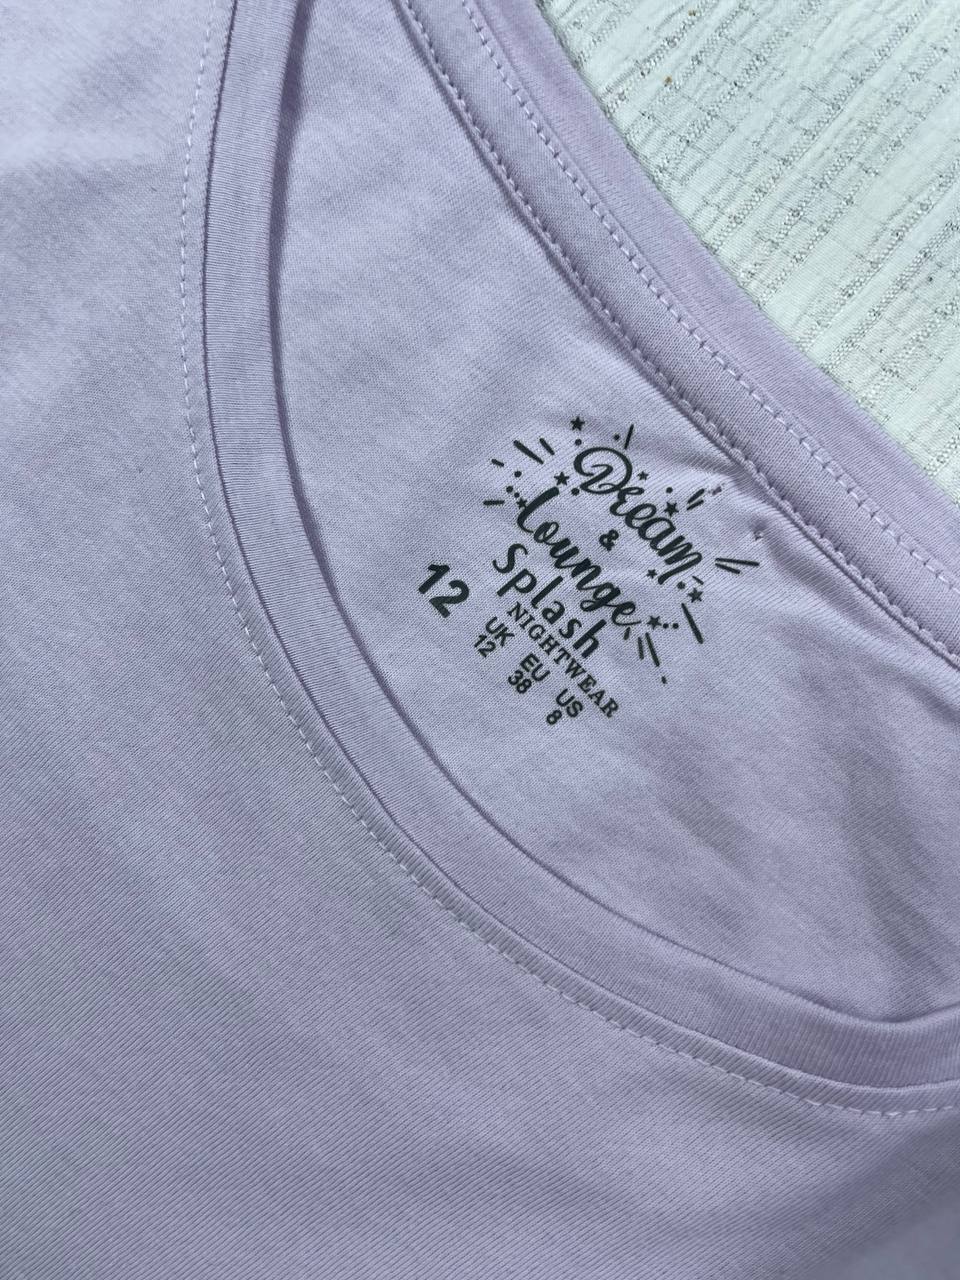 Dream
&
Lounge
Splash
NIGHTWEAR
12
UK EU US
12 38 8